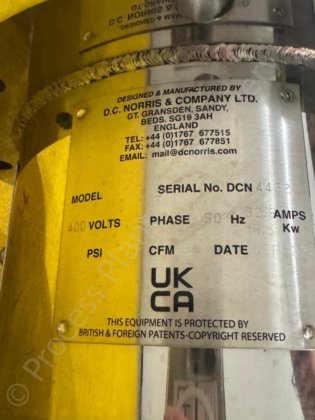 DESIGNED & MANUFACTURED BY
D.C. NORRIS & COMPANY LTD.
GT. GRANSDEN, SANDY,
BEDS. SG19 3AH
ENGLAND
TEL: +44 (0)1767 677515
FAX: +44 (0)1767 677851
EMAIL: mail@dcnorris.com
MODEL SERIAL No. DCN
400 VOLTS PHASE 50 Hz AMPS
Kw
PSI CFM DATE
UK
CA
THIS EQUIPMENT IS PROTECTED BY
BRITISH & FOREIGN PATENTS-COPYRIGHT RESERVED